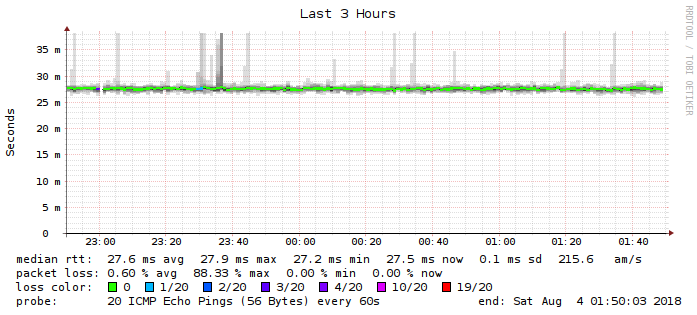 Last 3 Hours
RRDTOOL / TOBI OETIKER
Seconds
35 m
30 m
25 m
20 m
15 m
10 m
5 m
0
23:00 23:20 23:40 00:00 00:20 00:40 01:00 01:20 01:40
median rtt: 27.6 ms avg 27.9 ms max 27.2 ms min 27.5 ms now 0.1 ms sd 215.6 am/s
packet loss: 0.60 % avg 88.33 % max 0.00 % min 0.00 % now
loss color: 0 1/20 2/20 3/20 4/20 10/20 19/20
probe: 20 ICMP Echo Pings (56 Bytes) every 60s end: Sat Aug 4 01:50:03 2018